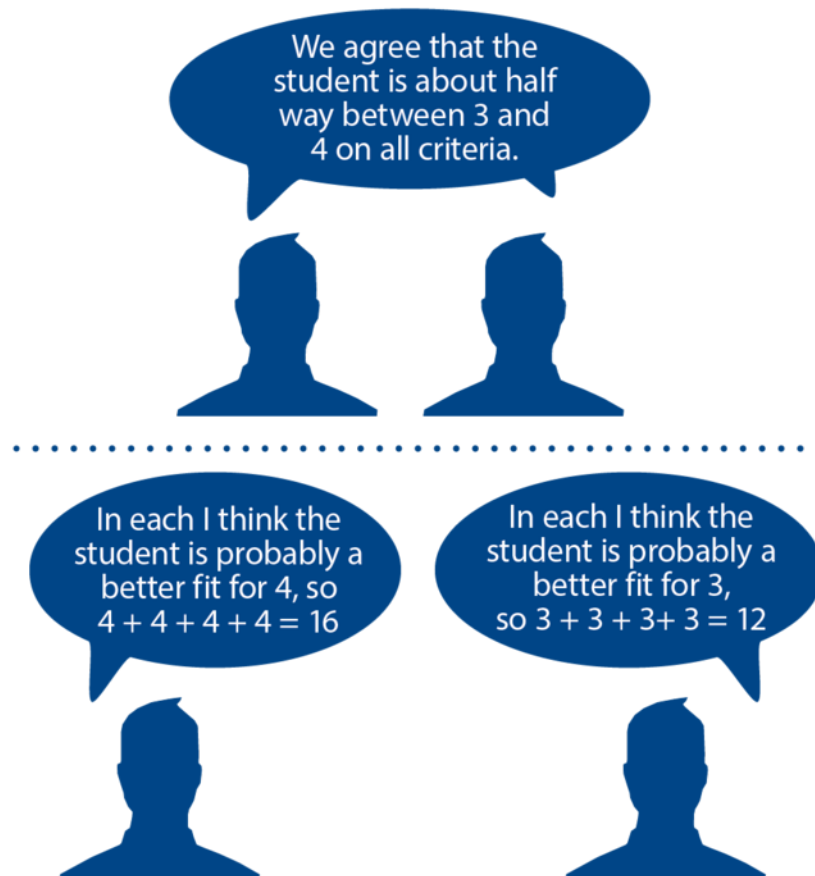 We agree that the
student is about half
way between 3 and
4 on all criteria.
In each I think the
student is probably a
better fit for 4, so
4 + 4 + 4 + 4 = 16
In each I think the
student is probably a
better fit for 3,
so 3 + 3 + 3+ 3 = 12